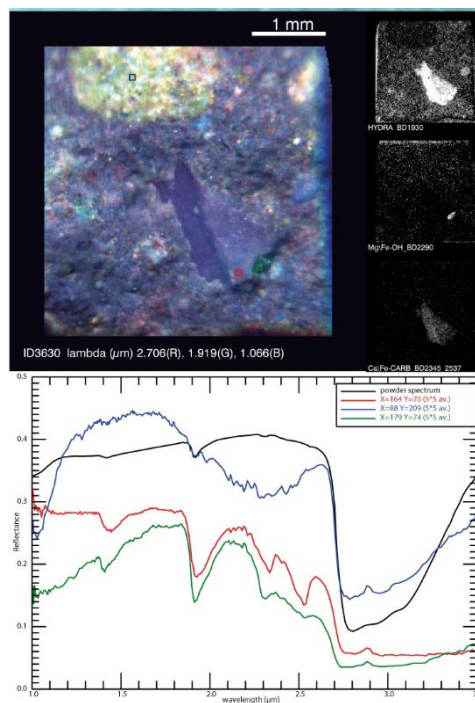 1 mm
HYDRA_BD1930
Mg\Fe-OH_BD2290
ID3630 lambda (μm) 2.706(R), 1.919(G), 1.066(B)
Ca\Fe-CARB_BD2345_2537
0.5
powder spectrum
X=164 Y=70 (5*5 av.)
X=88 Y=209 (5*5 av.)
X=179 Y=74 (5*5 av.)
0.4
0.3
Reflectance
0.2
0.1
0.0
1.0 1.5 2.0 2.5 3.0
wavelength (μm)